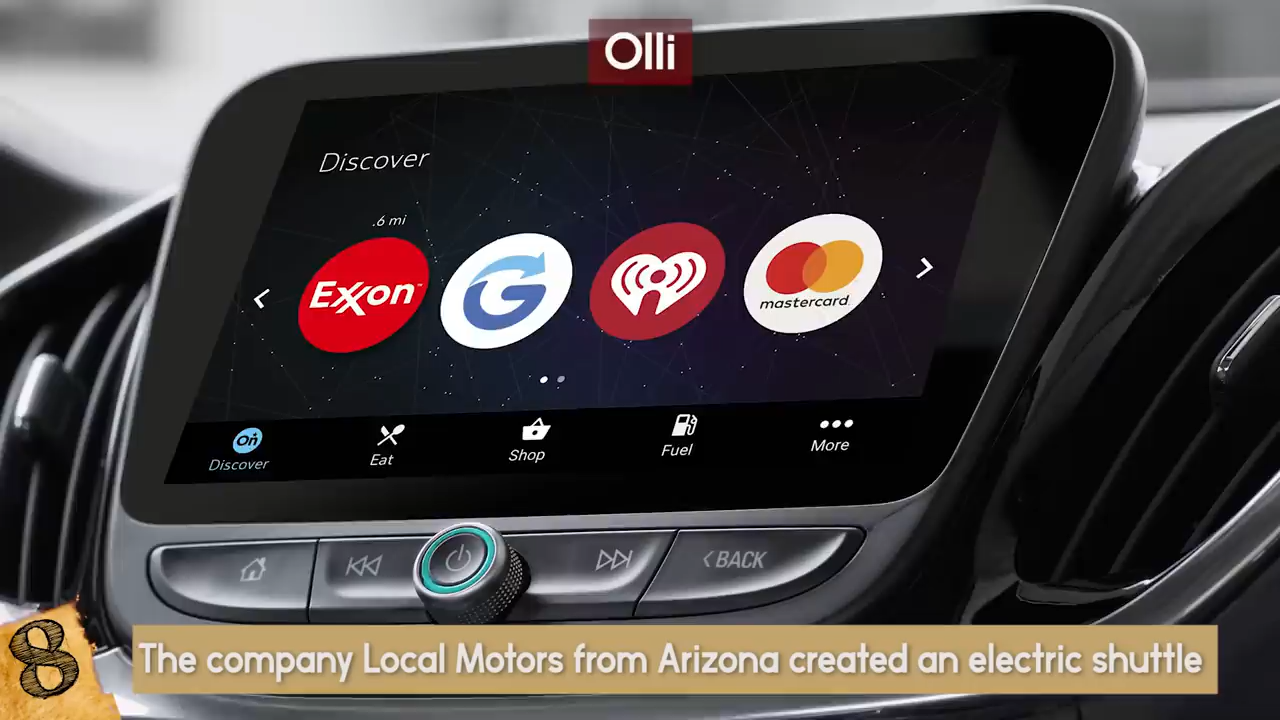 Olli
Discover
.6 mi
Exxon
G
mastercard.
On
Discover
Eat
Shop
Fuel
More
BACK
8
The company Local Motors from Arizona created an electric shuttle